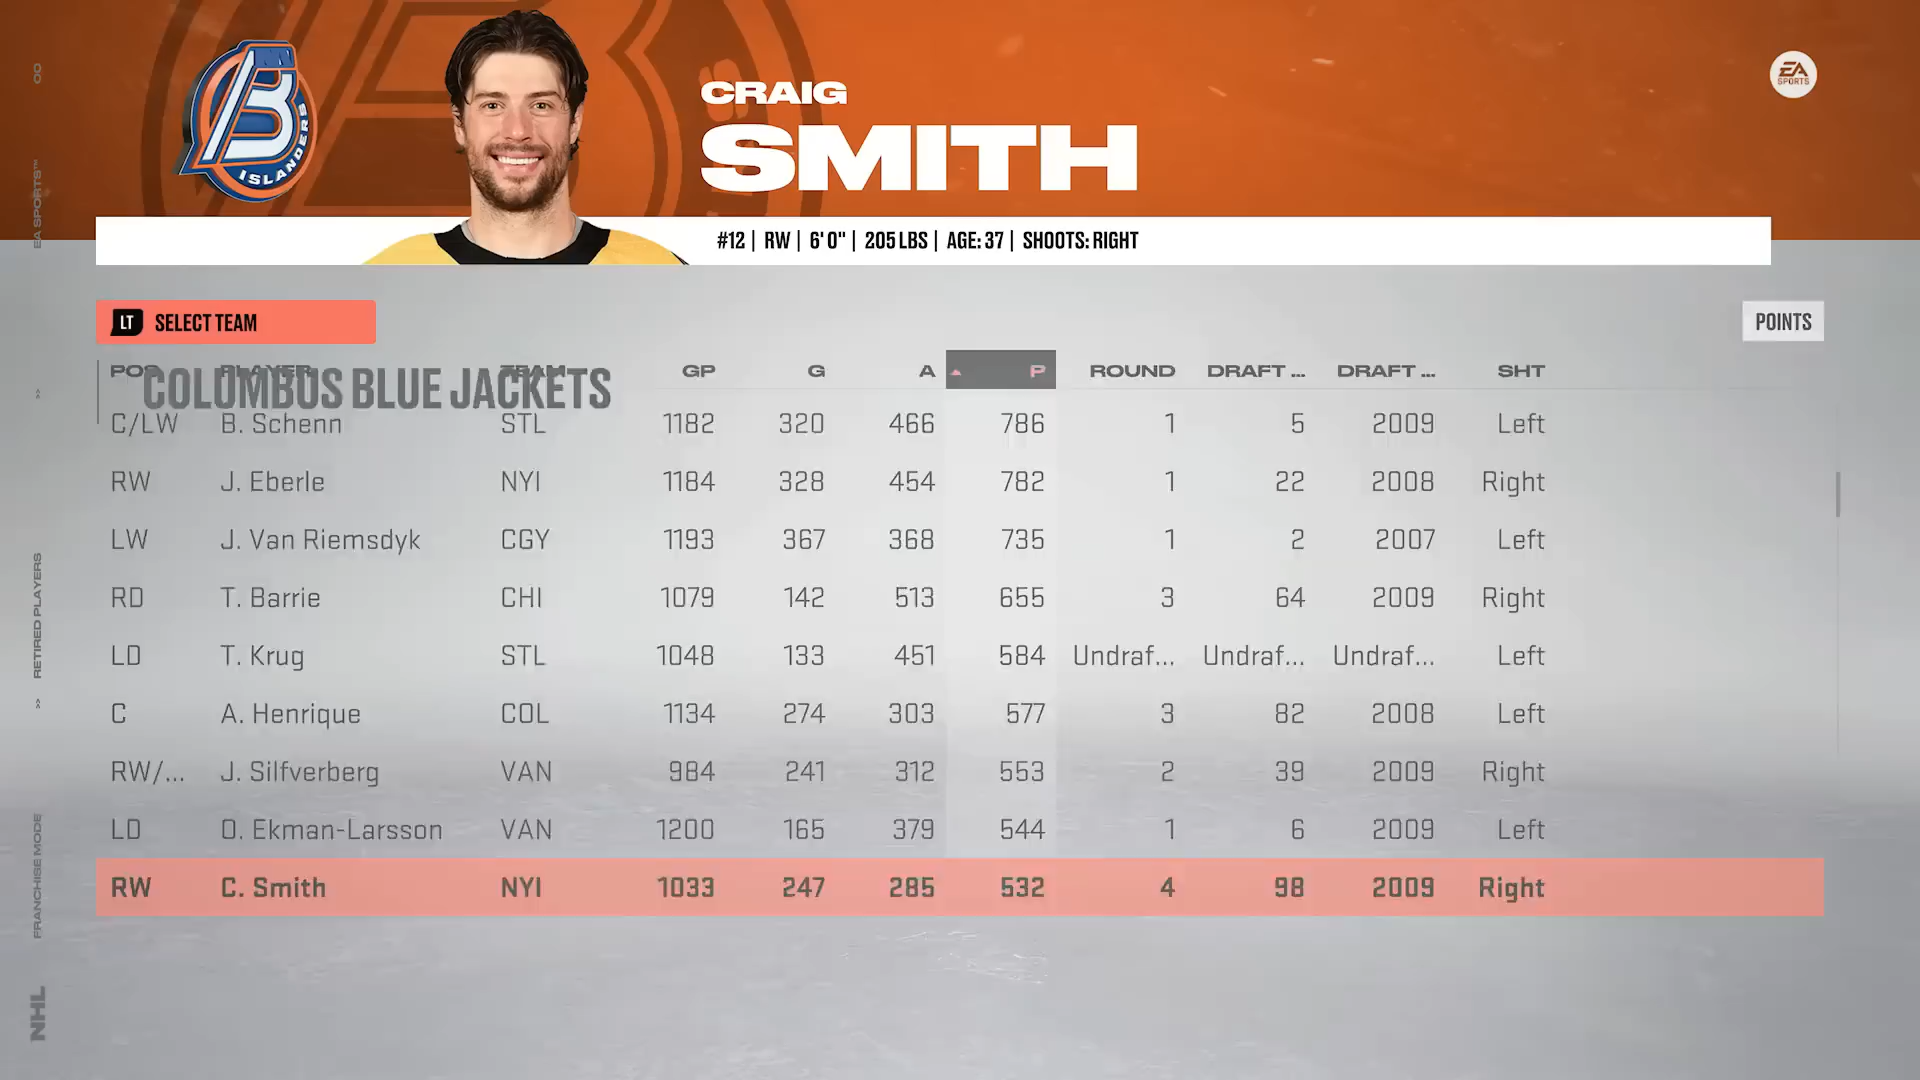 CRAIG
SMITH
ISLANDERS
EA SPORTS
#12 | RW | 6' 0" | 205 LBS | AGE: 37 | SHOOTS: RIGHT
LT SELECT TEAM
POINTS
POS PLAYER TEAM GP G A P ROUND DRAFT ... DRAFT ... SHT
COLUMBUS BLUE JACKETS
C/LW B. Schenn STL 1182 320 466 786 1 5 2009 Left
RW J. Eberle NYI 1184 328 454 782 1 22 2008 Right
LW J. Van Riemsdyk CGY 1193 367 368 735 1 2 2007 Left
RD T. Barrie CHI 1079 142 513 655 3 64 2009 Right
LD T. Krug STL 1048 133 451 584 Undraf... Undraf... Undraf... Left
C A. Henrique COL 1134 274 303 577 3 82 2008 Left
RW/... J. Silfverberg VAN 984 241 312 553 2 39 2009 Right
LD O. Ekman-Larsson VAN 1200 165 379 544 1 6 2009 Left
RW C. Smith NYI 1033 247 285 532 4 98 2009 Right
NHL FRANCHISE MODE >> RETIRED PLAYERS >> EA SPORTS™